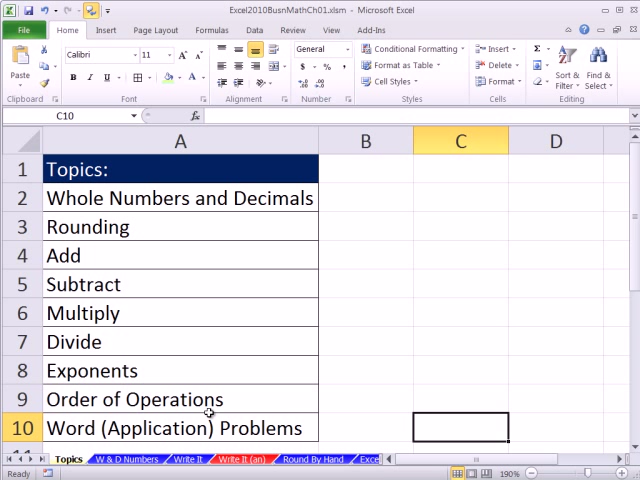 Excel2010BusnMathCh01.xlsm - Microsoft Excel
File Home Insert Page Layout Formulas Data Review View Add-Ins
Paste
Clipboard
Calibri 11
B I U
Font
Alignment
General
$ % ,
Number
Conditional Formatting
Format as Table
Cell Styles
Styles
Insert
Delete
Format
Cells
Σ
Sort & Filter
Find & Select
Editing
C10 fx
A B C D
1 Topics:
2 Whole Numbers and Decimals
3 Rounding
4 Add
5 Subtract
6 Multiply
7 Divide
8 Exponents
9 Order of Operations
10 Word (Application) Problems
Topics W & D Numbers Write It Write It (an) Round By Hand Exce
Ready 190%